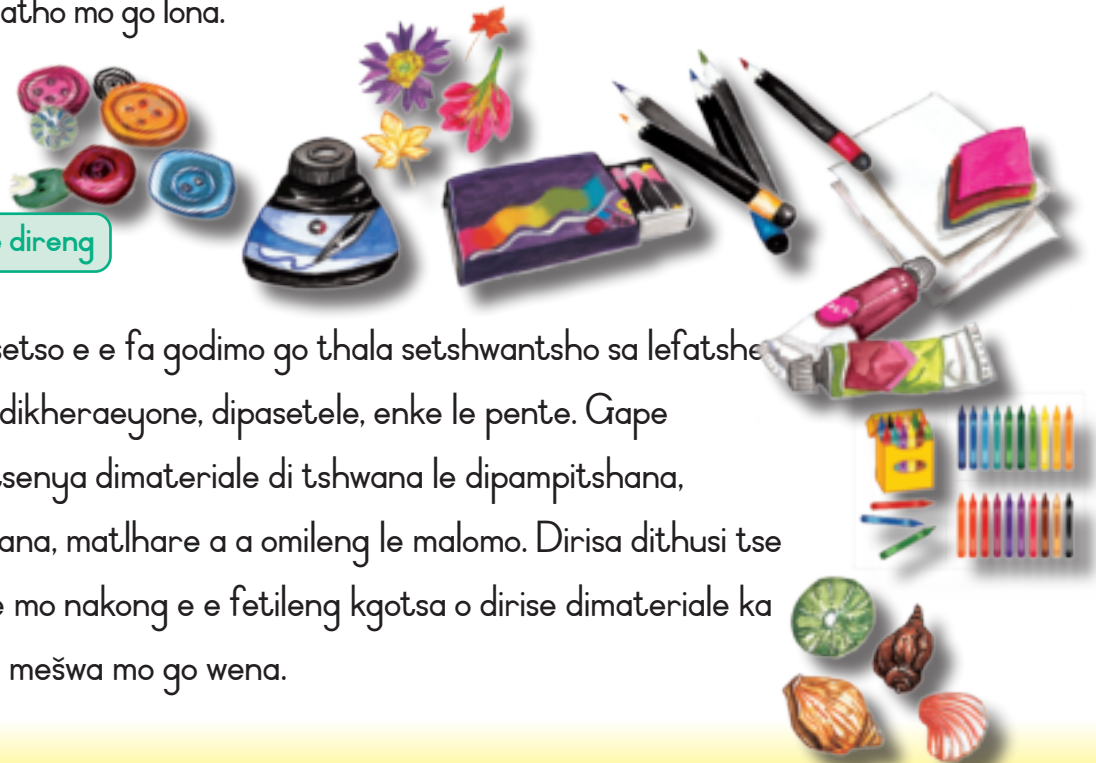 atho mo go lona.
direng
setso e e fa godimo go thala setshwantsho sa lefatshe
dikheraeyone, dipasetele, enke le pente. Gape
tsenya dimateriale di tshwana le dipampitshana,
ana, matlhare a a omileng le malomo. Dirisa dithusi tse
mo nakong e e fetileng kgotsa o dirise dimateriale ka
mešwa mo go wena.